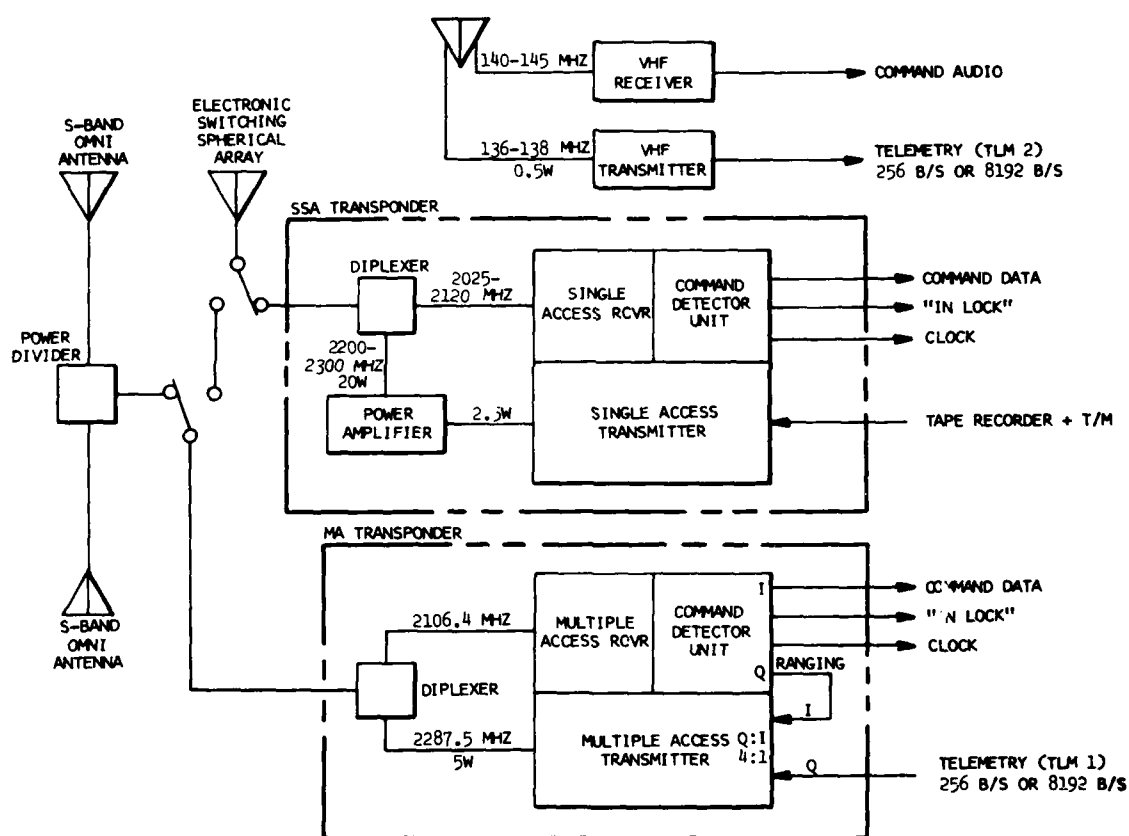 140-145 MHZ
VHF
RECEIVER
COMMAND AUDIO
S-BAND
OMNI
ANTENNA
ELECTRONIC
SWITCHING
SPHERICAL
ARRAY
136-138 MHZ
0.5W
VHF
TRANSMITTER
TELEMETRY (TLM 2)
256 B/S OR 8192 B/S
SSA TRANSPONDER
DIPLEXER
2025-
2120 MHZ
SINGLE
ACCESS RCVR
COMMAND
DETECTOR
UNIT
COMMAND DATA
"IN LOCK"
CLOCK
POWER
DIVIDER
2200-
2300 MHZ
20W
POWER
AMPLIFIER
SINGLE ACCESS
TRANSMITTER
TAPE RECORDER + T/M
MA TRANSPONDER
2106.4 MHZ
MULTIPLE
ACCESS RCVR
I
COMMAND
DETECTOR
UNIT
Q
DATA
LOCK"
CLOCK
RANGING
I
S-BAND
OMNI
ANTENNA
DIPLEXER
2287.5 MHZ
5W
MULTIPLE ACCESS
TRANSMITTER
Q:I
4:1
Q
TELEMETRY (TLM 1)
256 B/S OR 8192 B/S